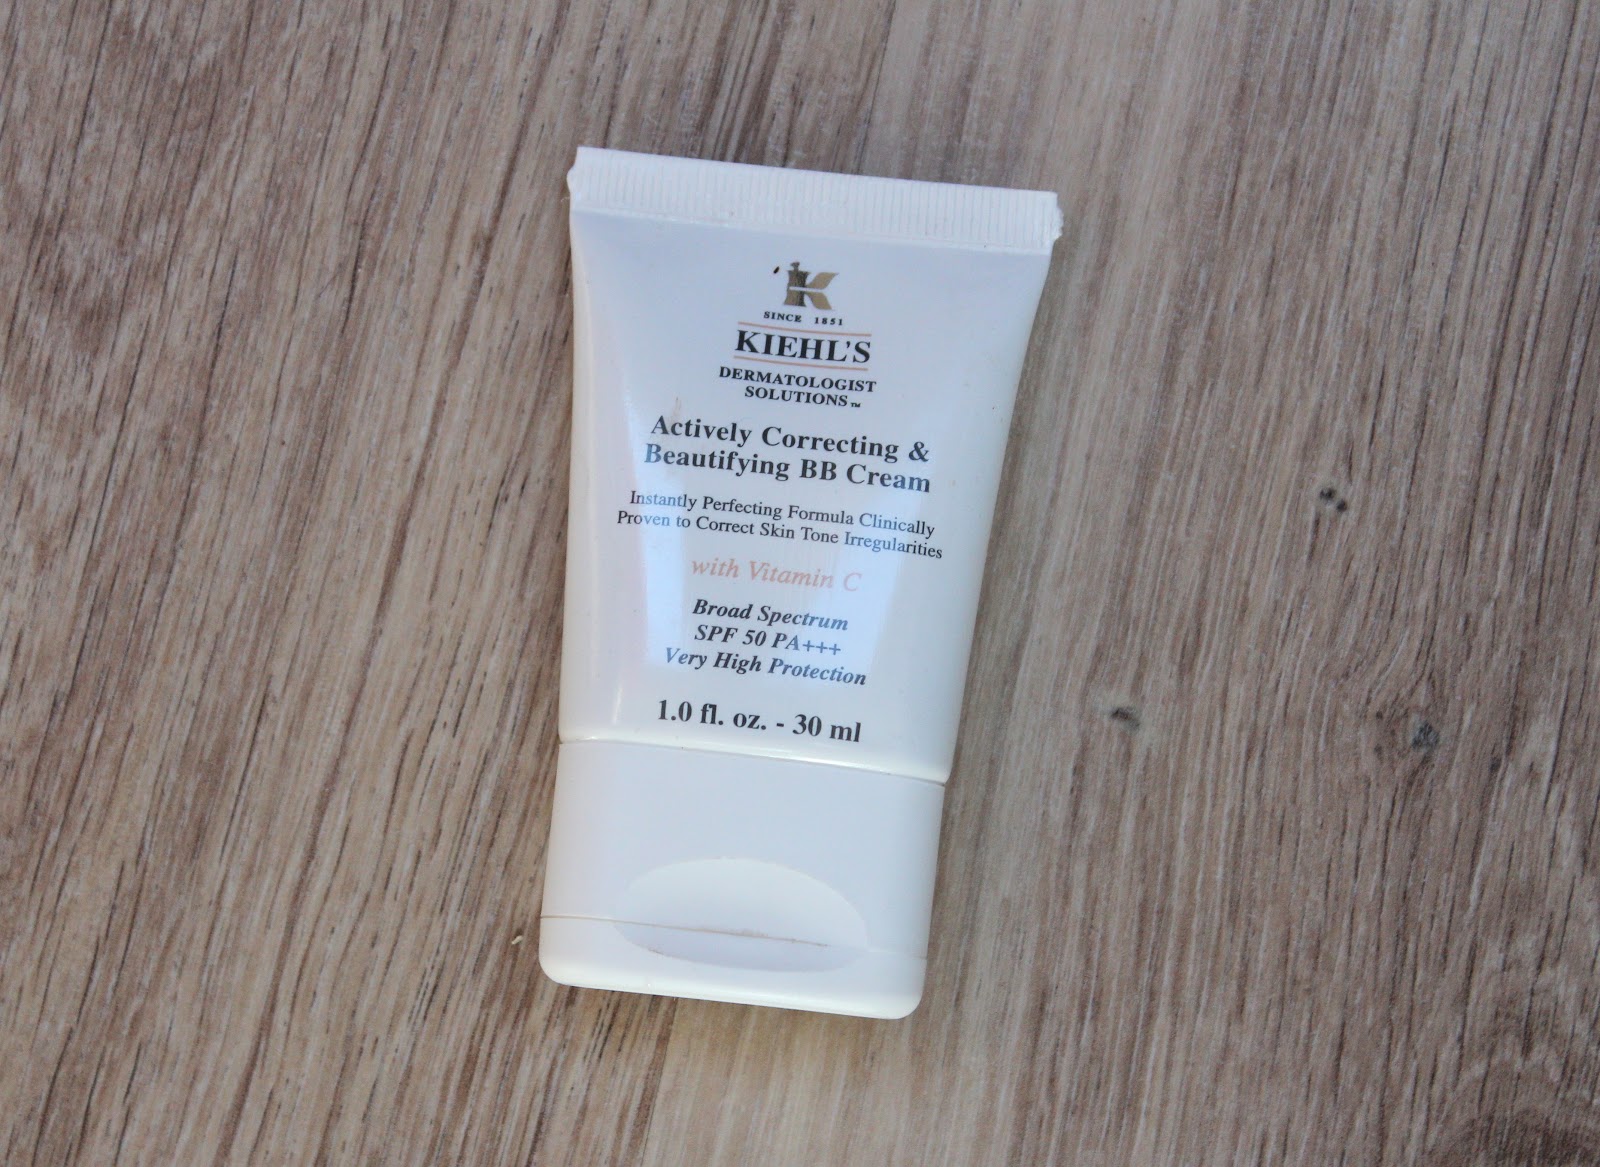 K
SINCE 1851
KIEHL'S
DERMATOLOGIST
SOLUTIONS™
Actively Correcting &
Beautifying BB Cream
Instantly Perfecting Formula Clinically
Proven to Correct Skin Tone Irregularities
with Vitamin C
Broad Spectrum
SPF 50 PA+++
Very High Protection
1.0 fl. oz. - 30 ml